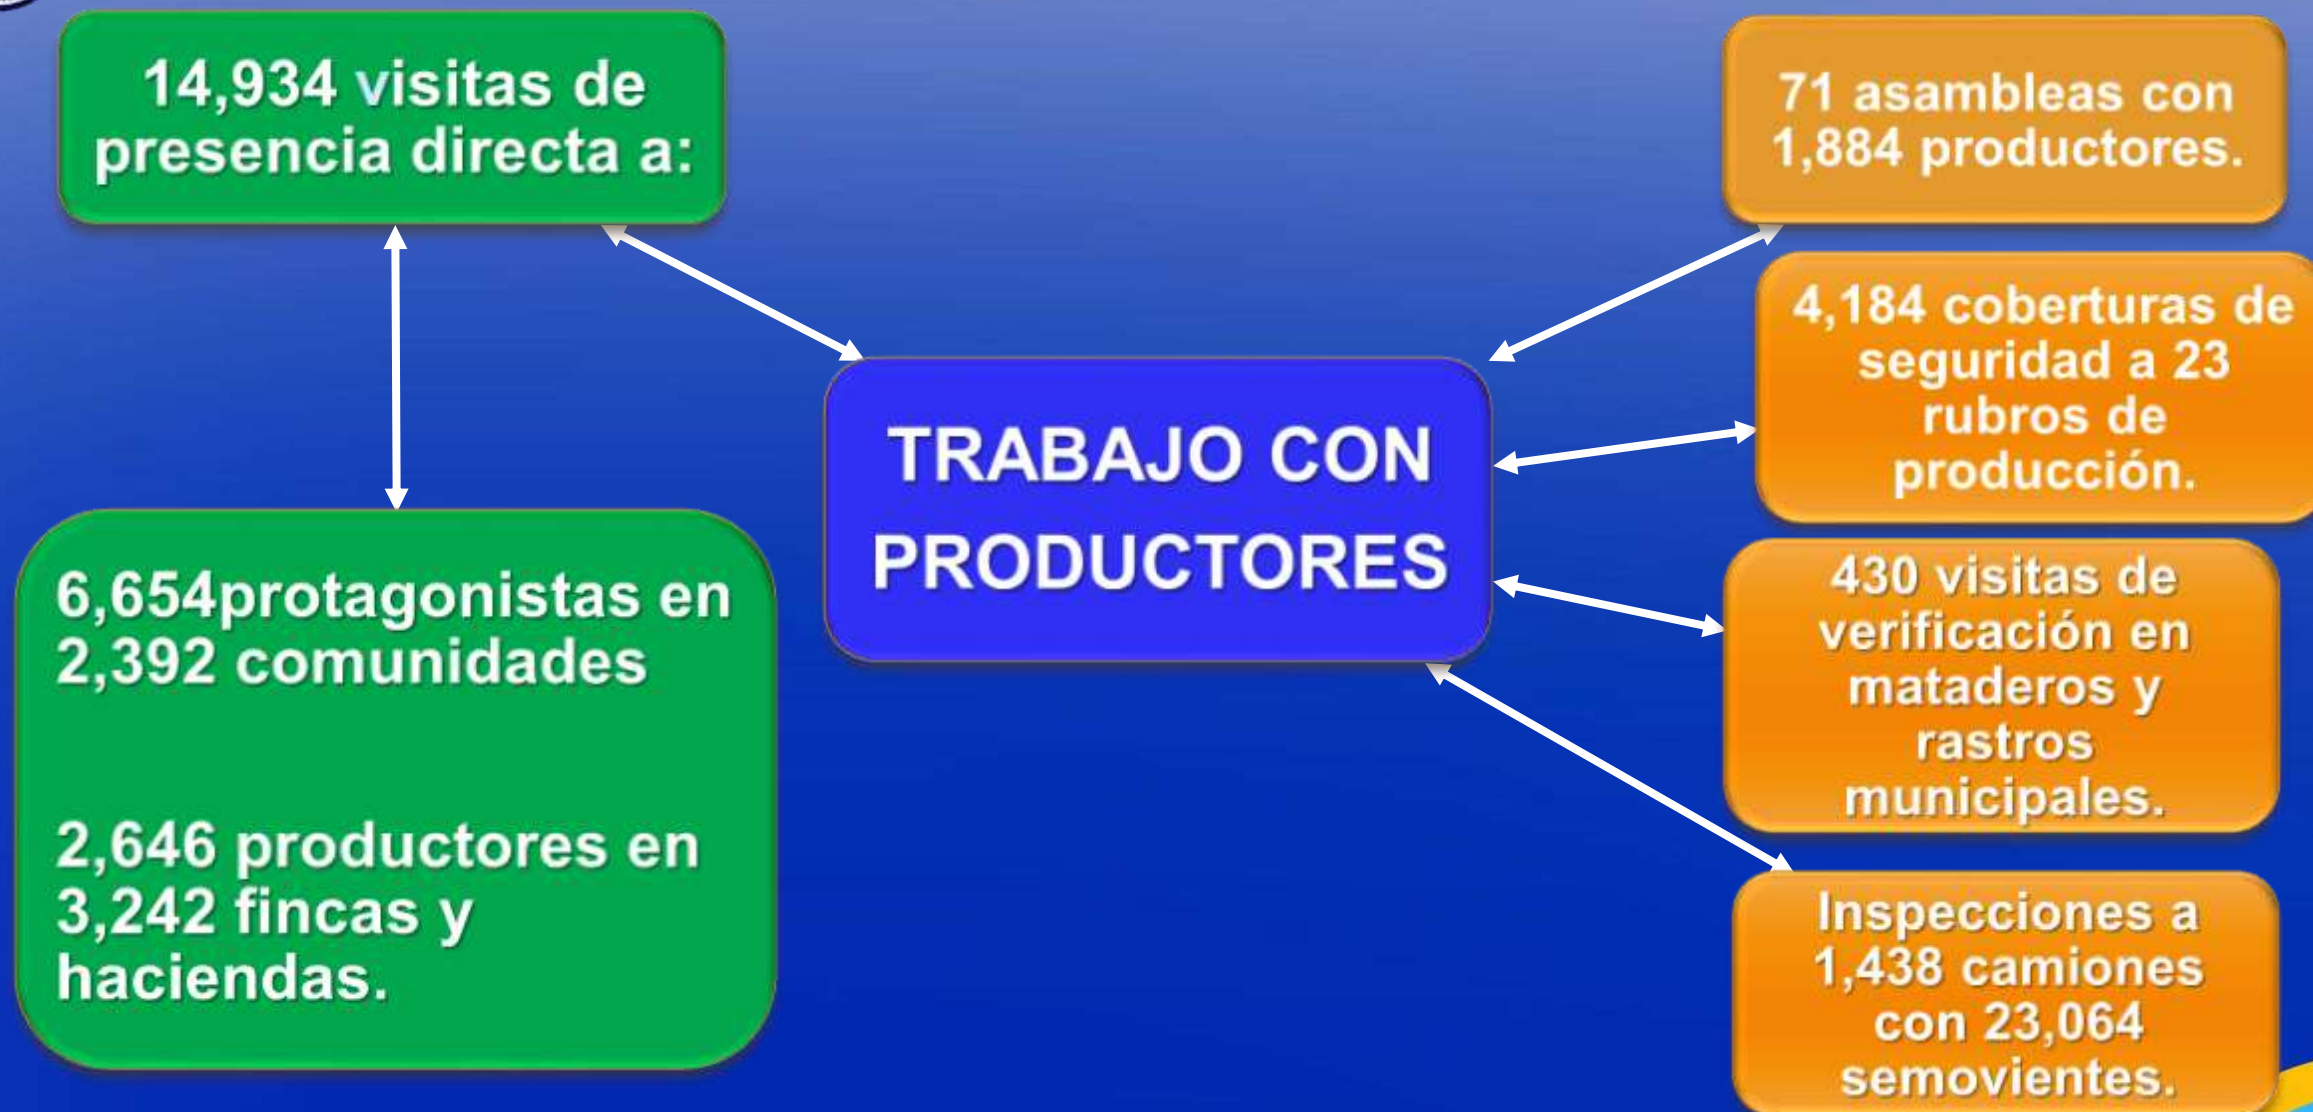 14,934 visitas de
presencia directa a:
6,654protagonistas en
2,392 comunidades
2,646 productores en
3,242 fincas y
haciendas.
TRABAJO CON
PRODUCTORES
71 asambleas con
1,884 productores.
4,184 coberturas de
seguridad a 23
rubros de
producción.
430 visitas de
verificación en
mataderos y
rastros
municipales.
Inspecciones a
1,438 camiones
con 23,064
semovientes.